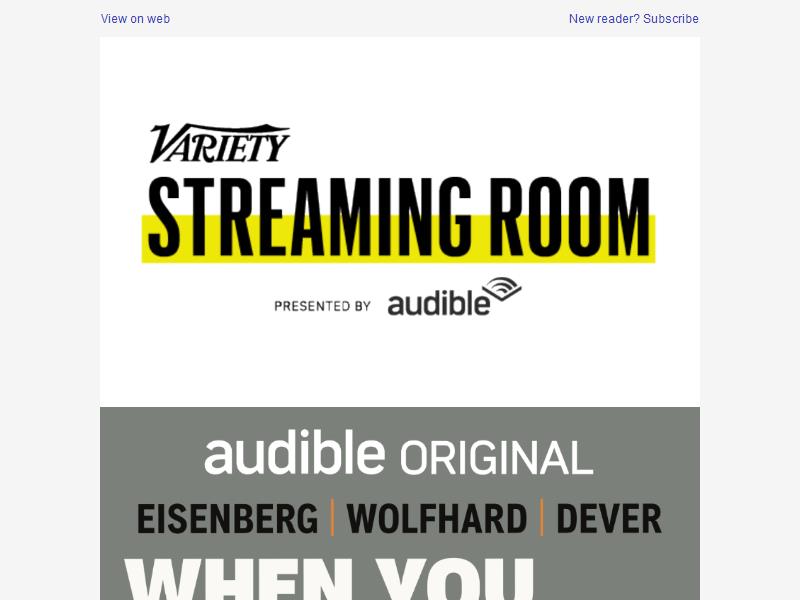 View on web
New reader? Subscribe
VARIETY
STREAMING ROOM
PRESENTED BY audible
audible ORIGINAL
EISENBERG | WOLFHARD | DEVER
WHEN YOU